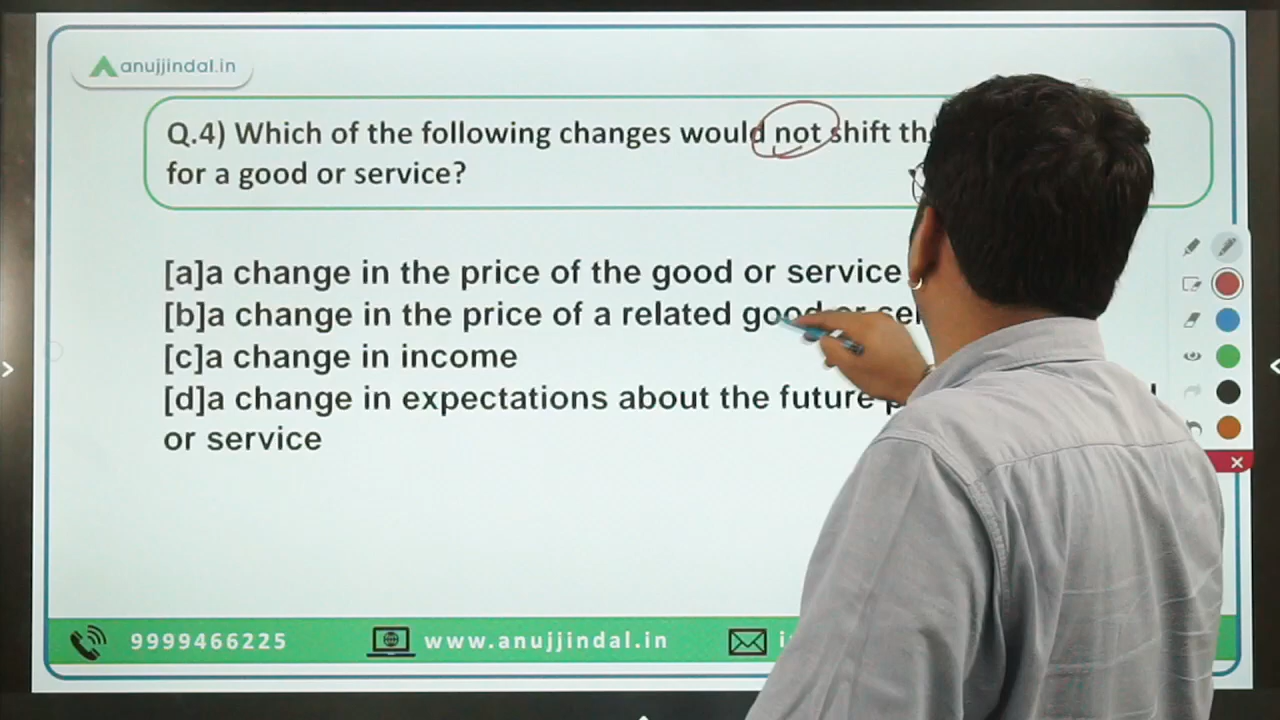 anujjindal.in
Q.4) Which of the following changes would not shift
for a good or service?
[a]a change in the price of the good or service
[b]a change in the price of a related good or
[c]a change in income
[d]a change in expectations about the future
or service
9999466225
www.anujjindal.in